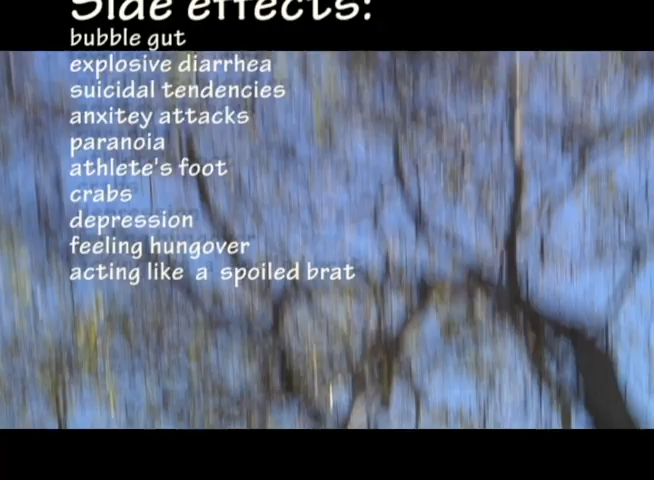 Side effects:
bubble gut
explosive diarrhea
suicidal tendencies
anxitey attacks
paranoia
athlete's foot
crabs
depression
feeling hungover
acting like a spoiled brat